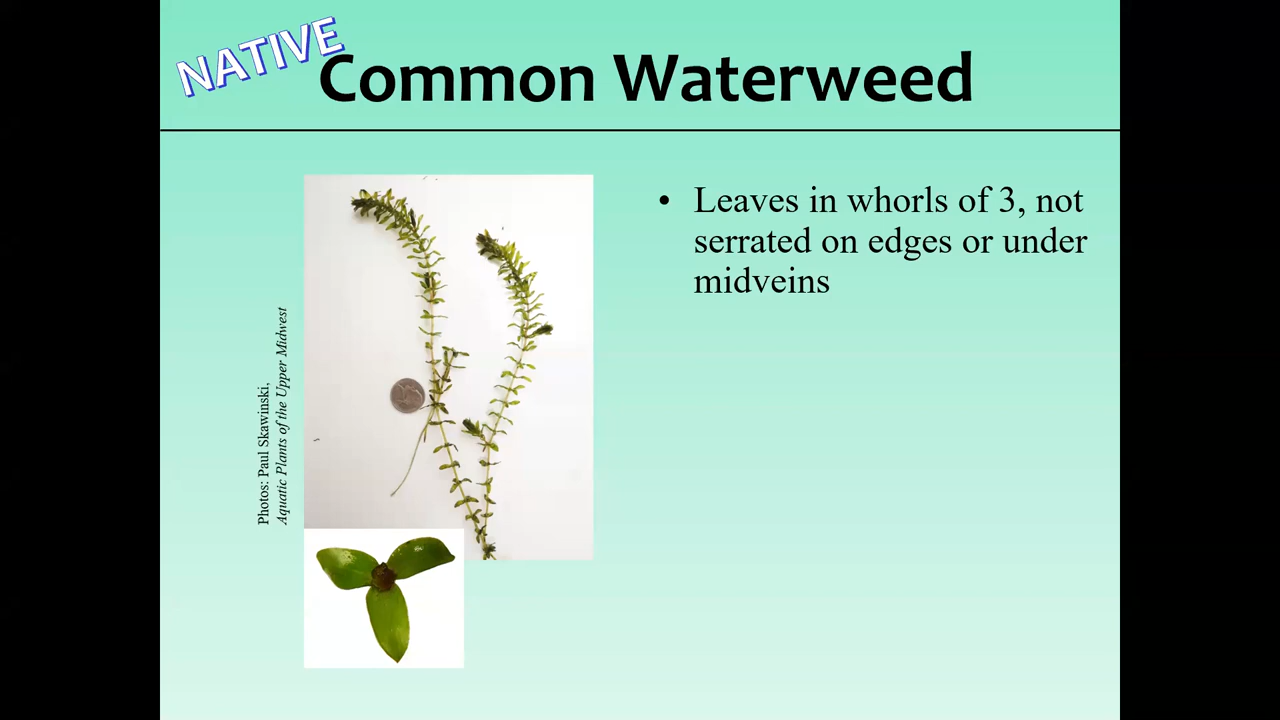 NATIVE
Common Waterweed
• Leaves in whorls of 3, not
serrated on edges or under
midveins
Photos: Paul Skawinski,
Aquatic Plants of the Upper Midwest